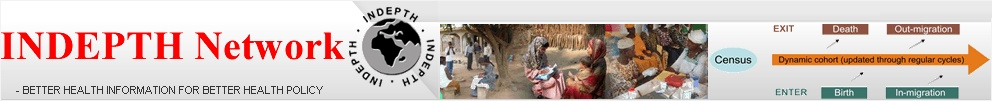 INDEPTH Network
- BETTER HEALTH INFORMATION FOR BETTER HEALTH POLICY
INDEPTH · INDEPTH · INDEPTH ·
Census
EXIT Death Out-migration
Dynamic cohort (updated through regular cycles)
ENTER Birth In-migration